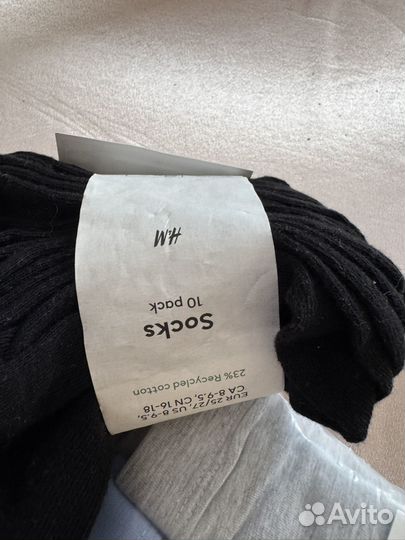 H&M
Socks
10 pack
23% Recycled cotton
EUR 25/27, US 8-9.5,
CA 8-9.5, CN 16-18
Avito